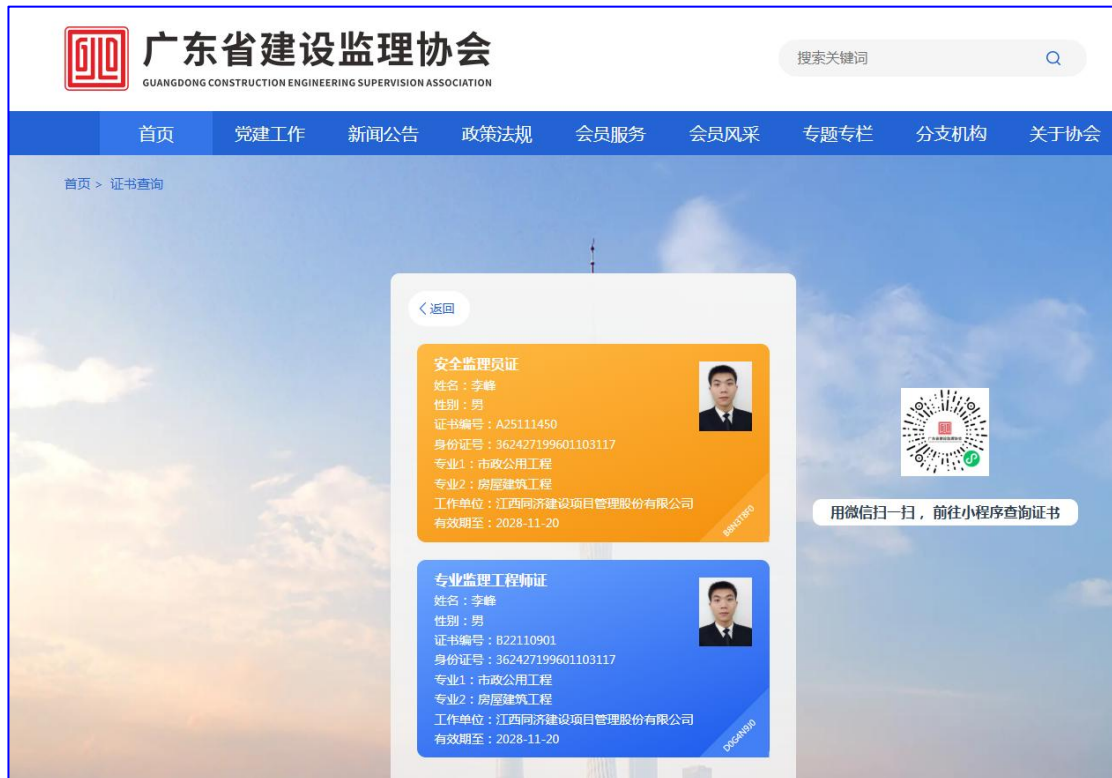 广东省建设监理协会
GUANGDONG CONSTRUCTION ENGINEERING SUPERVISION ASSOCIATION
搜索关键词
首页 党建工作 新闻公告 政策法规 会员服务 会员风采 专题专栏 分支机构 关于协会
首页 > 证书查询
返回
安全监理员证
姓名：李峰
性别：男
证书编号：A25111450
身份证号：362427199601103117
专业1：市政公用工程
专业2：房屋建筑工程
工作单位：江西同济建设项目管理股份有限公司
有效期至：2028-11-20
用微信扫一扫，前往小程序查询证书
专业监理工程师证
姓名：李峰
性别：男
证书编号：B22110901
身份证号：362427199601103117
专业1：市政公用工程
专业2：房屋建筑工程
工作单位：江西同济建设项目管理股份有限公司
有效期至：2028-11-20